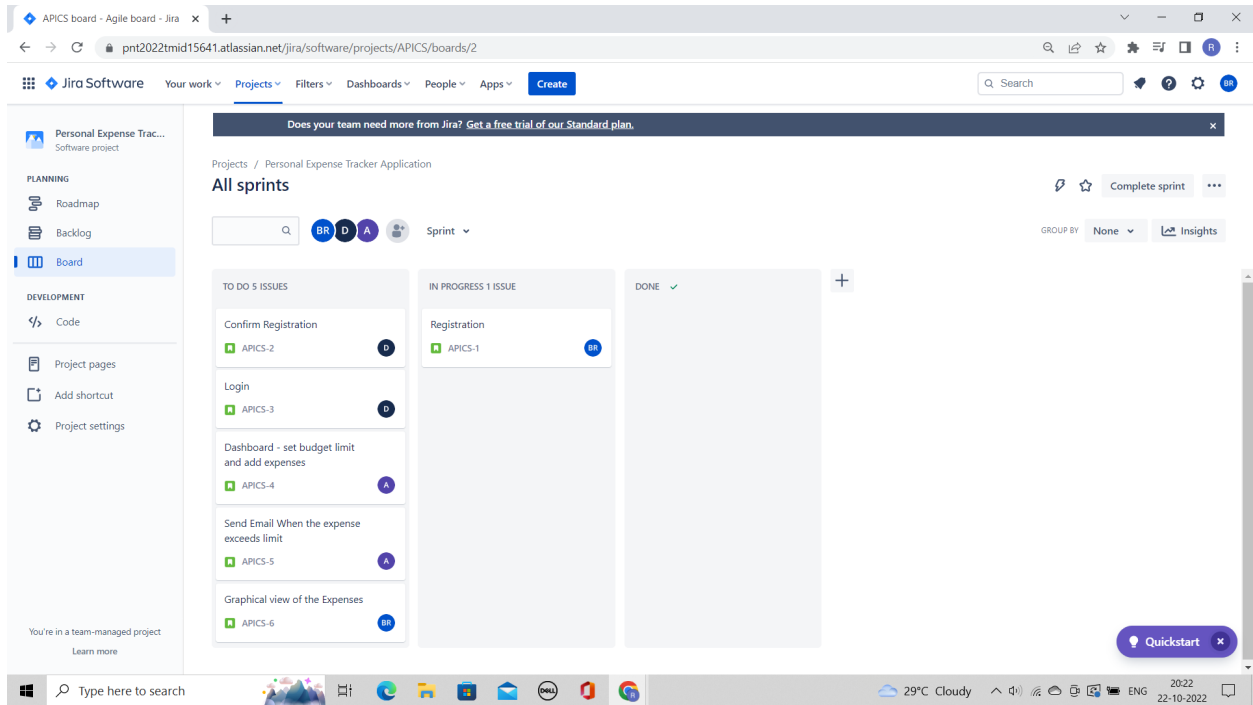 APICS board - Agile board - Jira
pnt2022tmid15641.atlassian.net/jira/software/projects/APICS/boards/2
R
Jira Software Your work Projects Filters Dashboards People Apps Create Search BR
Does your team need more from Jira? Get a free trial of our Standard plan.
Personal Expense Trac...
Software project
PLANNING
Roadmap
Backlog
Board
DEVELOPMENT
Code
Project pages
Add shortcut
Project settings
You're in a team-managed project
Learn more
Projects / Personal Expense Tracker Application
All sprints
Complete sprint
BR D A Sprint
GROUP BY None Insights
TO DO 5 ISSUES
Confirm Registration
APICS-2 D
Login
APICS-3 D
Dashboard - set budget limit
and add expenses
APICS-4 A
Send Email When the expense
exceeds limit
APICS-5 A
Graphical view of the Expenses
APICS-6 BR
IN PROGRESS 1 ISSUE
Registration
APICS-1 BR
DONE
Quickstart
Type here to search
DELL
29°C Cloudy
ENG
20:22
22-10-2022